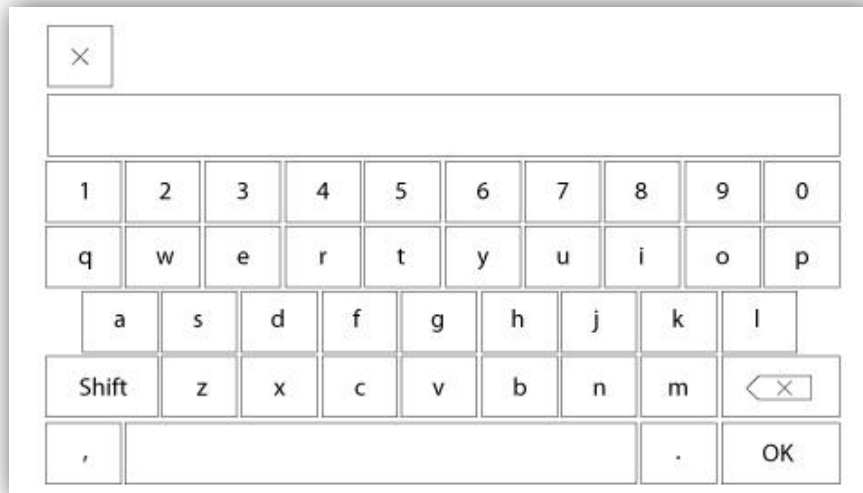 1 2 3 4 5 6 7 8 9 0
q w e r t y u i o p
a s d f g h j k l
Shift z x c v b n m
, . OK